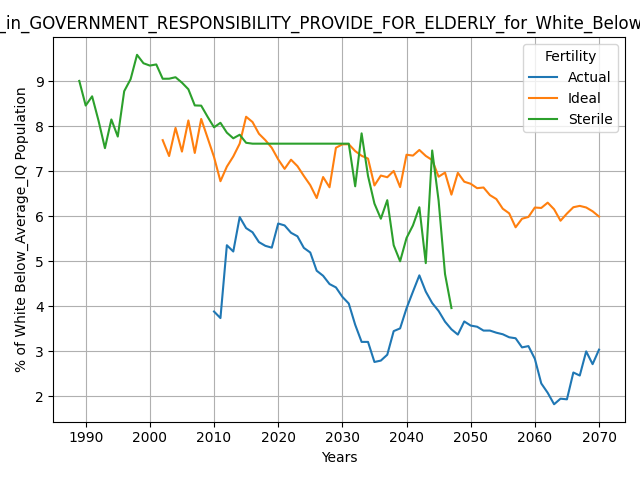 _in_GOVERNMENT_RESPONSIBILITY_PROVIDE_FOR_ELDERLY_for_White_Below
% of White Below_Average_IQ Population
9
8
7
6
5
4
3
2
Fertility
Actual
Ideal
Sterile
1990 2000 2010 2020 2030 2040 2050 2060 2070
Years